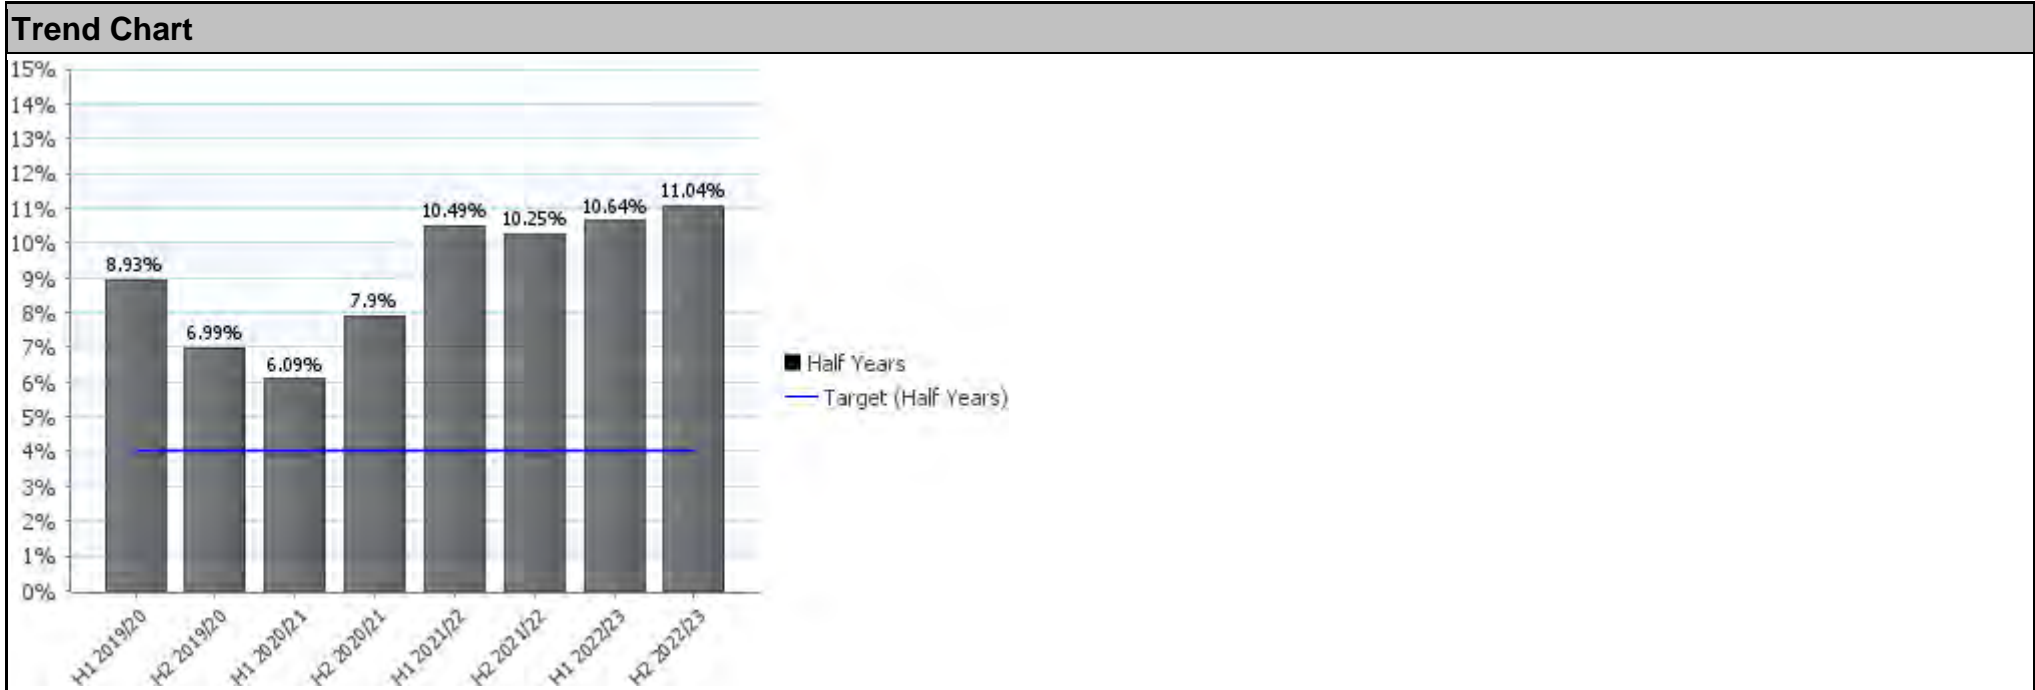 Trend Chart
15%
14%
13%
12%
11%
10%
9%
8%
7%
6%
5%
4%
3%
2%
1%
0%
8.93%
6.99%
6.09%
7.9%
10.49%
10.25%
10.64%
11.04%
H1 2019/20
H2 2019/20
H1 2020/21
H2 2020/21
H1 2021/22
H2 2021/22
H1 2022/23
H2 2022/23
Half Years
Target (Half Years)